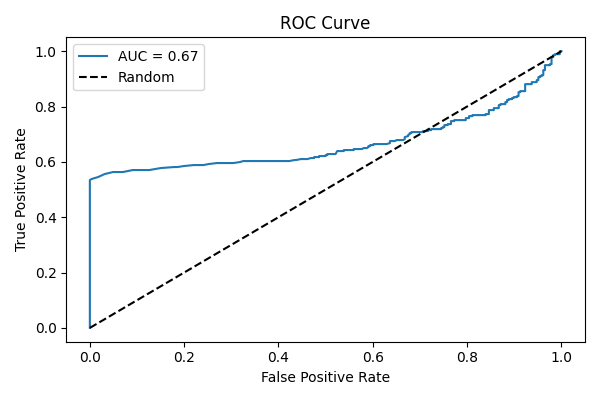 ROC Curve
AUC = 0.67
Random
True Positive Rate
1.0
0.8
0.6
0.4
0.2
0.0
0.0 0.2 0.4 0.6 0.8 1.0
False Positive Rate